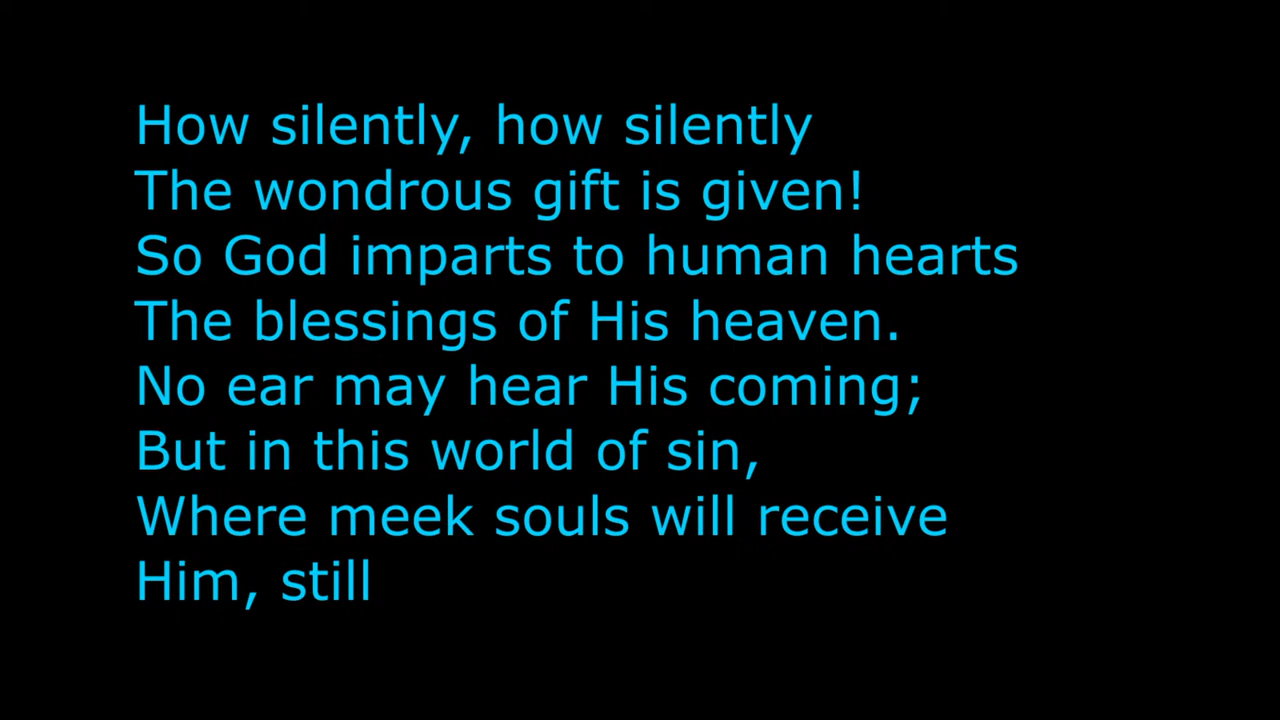 How silently, how silently
The wondrous gift is given!
So God imparts to human hearts
The blessings of His heaven.
No ear may hear His coming;
But in this world of sin,
Where meek souls will receive
Him, still